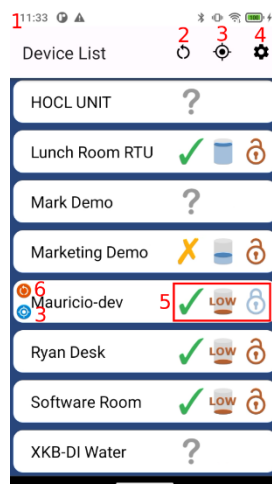 1 11:33
2 3 4
Device List
HOCL UNIT ?
Lunch Room RTU
Mark Demo ?
Marketing Demo
6
Mauricio-dev 5 LOW
3
Ryan Desk LOW
Software Room LOW
XKB-DI Water ?